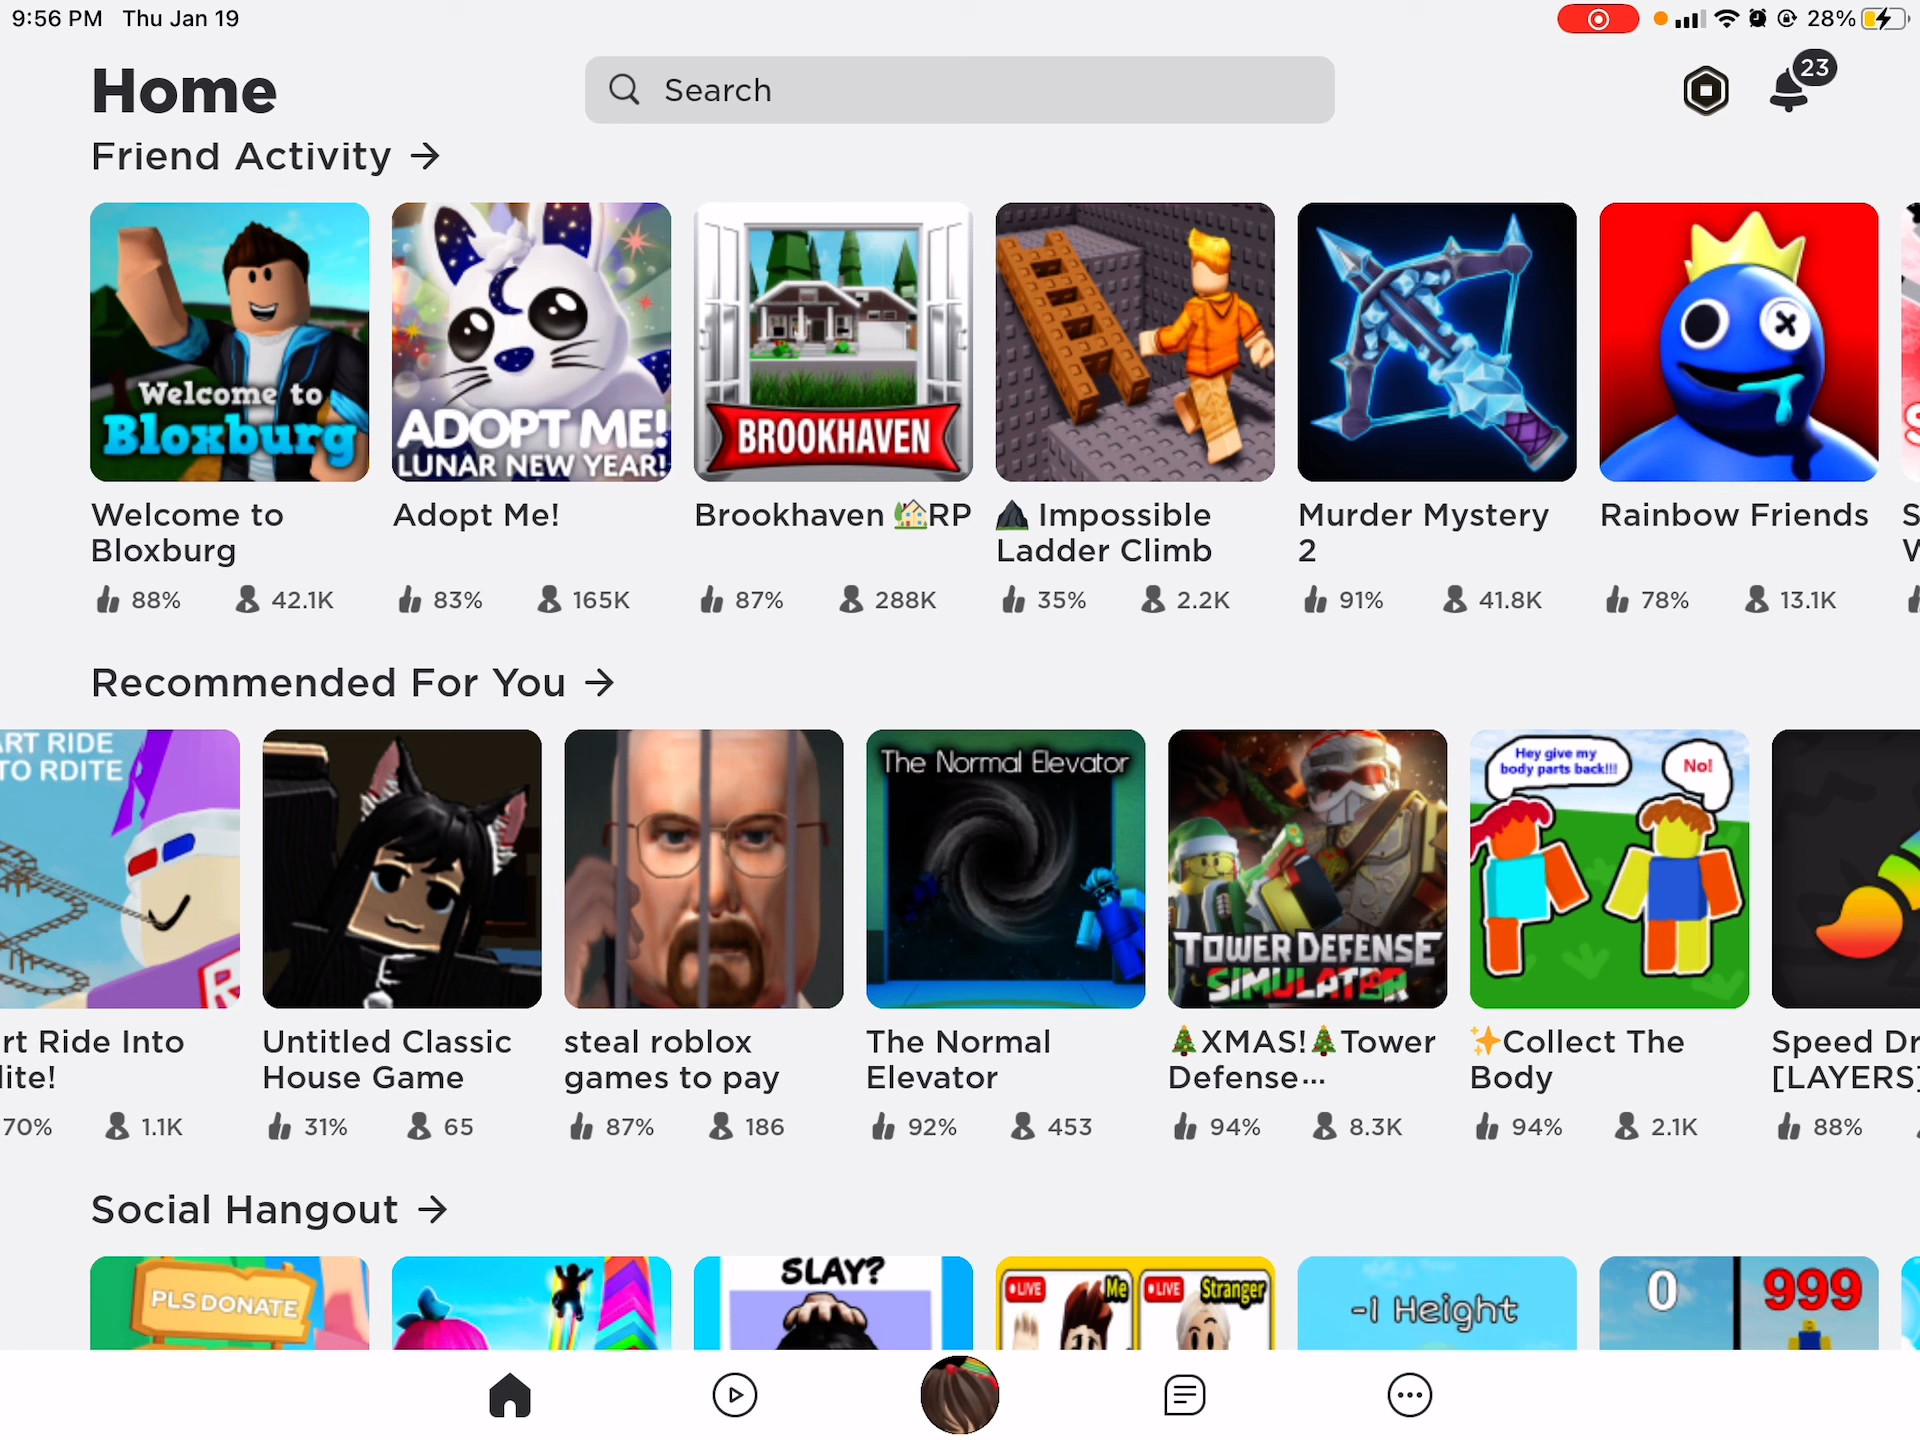 9:56 PM Thu Jan 19
28%
Home
Search
23
Friend Activity →
Welcome to
Bloxburg
ADOPT ME!
LUNAR NEW YEAR!
BROOKHAVEN
Welcome to
Bloxburg
Adopt Me!
Brookhaven 🏡RP
Impossible
Ladder Climb
Murder Mystery
2
Rainbow Friends
88% 42.1K
83% 165K
87% 288K
35% 2.2K
91% 41.8K
78% 13.1K
Recommended For You →
ART RIDE
TO RDITE
The Normal Elevator
TOWER DEFENSE
SIMULATOR
Hey give my
body parts back!!!
No!
rt Ride Into
lite!
Untitled Classic
House Game
steal roblox
games to pay
The Normal
Elevator
🎄XMAS!🎄Tower
Defense...
✨Collect The
Body
Speed Dr
[LAYERS]
70% 1.1K
31% 65
87% 186
92% 453
94% 8.3K
94% 2.1K
88%
Social Hangout →
PLS DONATE
SLAY?
LIVE Me
LIVE Stranger
-1 Height
0 999